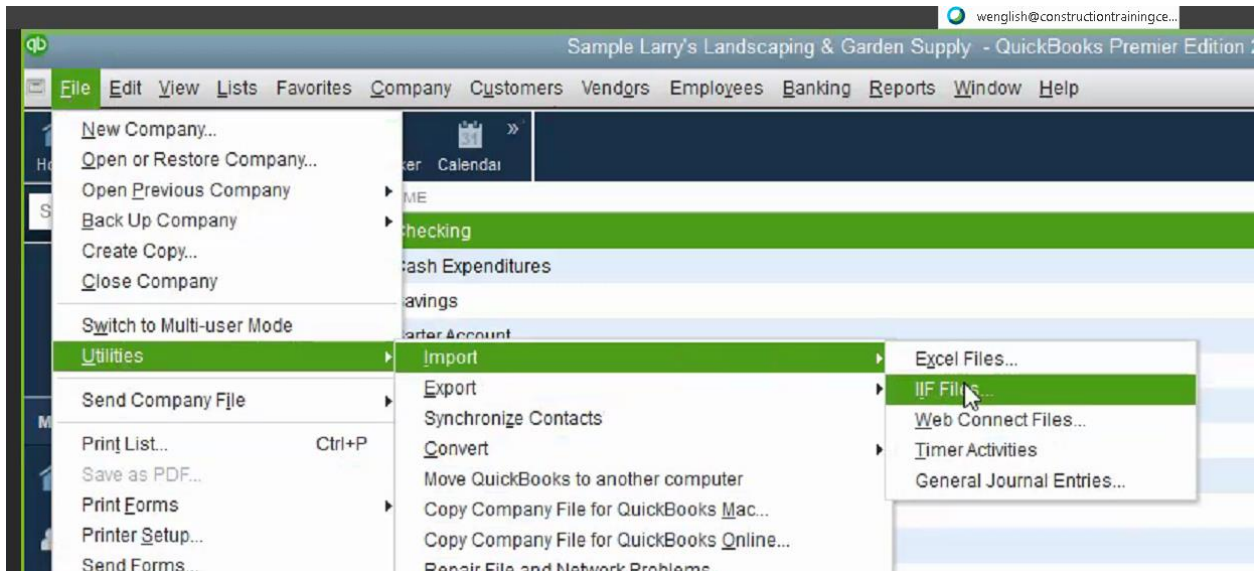 wenglish@constructiontrainingce...
qb
Sample Larry's Landscaping & Garden Supply - QuickBooks Premier Edition
File Edit View Lists Favorites Company Customers Vendors Employees Banking Reports Window Help
New Company...
Open or Restore Company...
Open Previous Company
Back Up Company
Create Copy...
Close Company
Switch to Multi-user Mode
Utilities
Send Company File
Print List... Ctrl+P
Save as PDF...
Print Forms
Printer Setup...
Send Forms...
31 »
Calendar
Checking
Cash Expenditures
Savings
Account
Import
Export
Synchronize Contacts
Convert
Move QuickBooks to another computer
Copy Company File for QuickBooks Mac...
Copy Company File for QuickBooks Online...
Repair File and Network Problems
Excel Files...
IIF Files...
Web Connect Files...
Timer Activities
General Journal Entries...